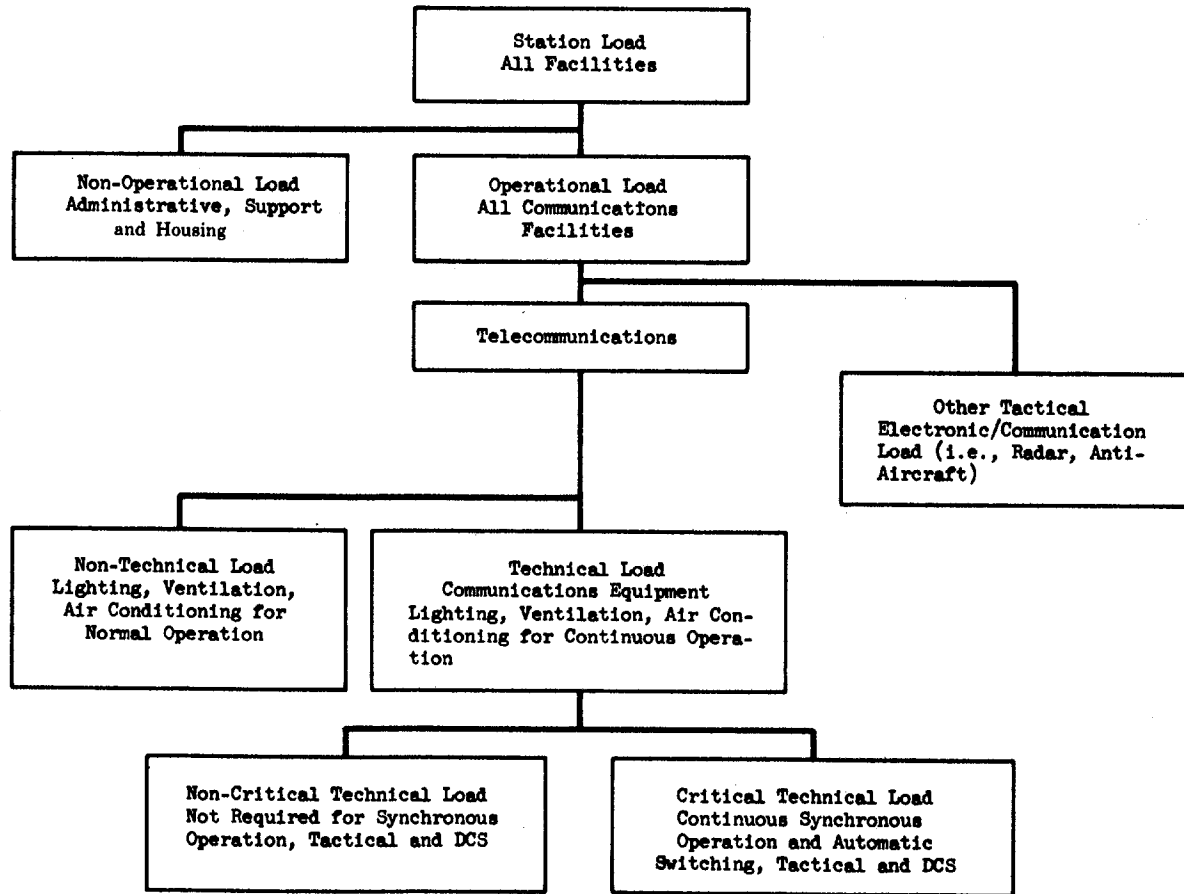 Station Load
All Facilities
Non-Operational Load
Administrative, Support
and Housing
Operational Load
All Communications
Facilities
Telecommunications
Other Tactical
Electronic/Communication
Load (i.e., Radar, Anti-
Aircraft)
Non-Technical Load
Lighting, Ventilation,
Air Conditioning for
Normal Operation
Technical Load
Communications Equipment
Lighting, Ventilation, Air Con-
ditioning for Continuous Opera-
tion
Non-Critical Technical Load
Not Required for Synchronous
Operation, Tactical and DCS
Critical Technical Load
Continuous Synchronous
Operation and Automatic
Switching, Tactical and DCS